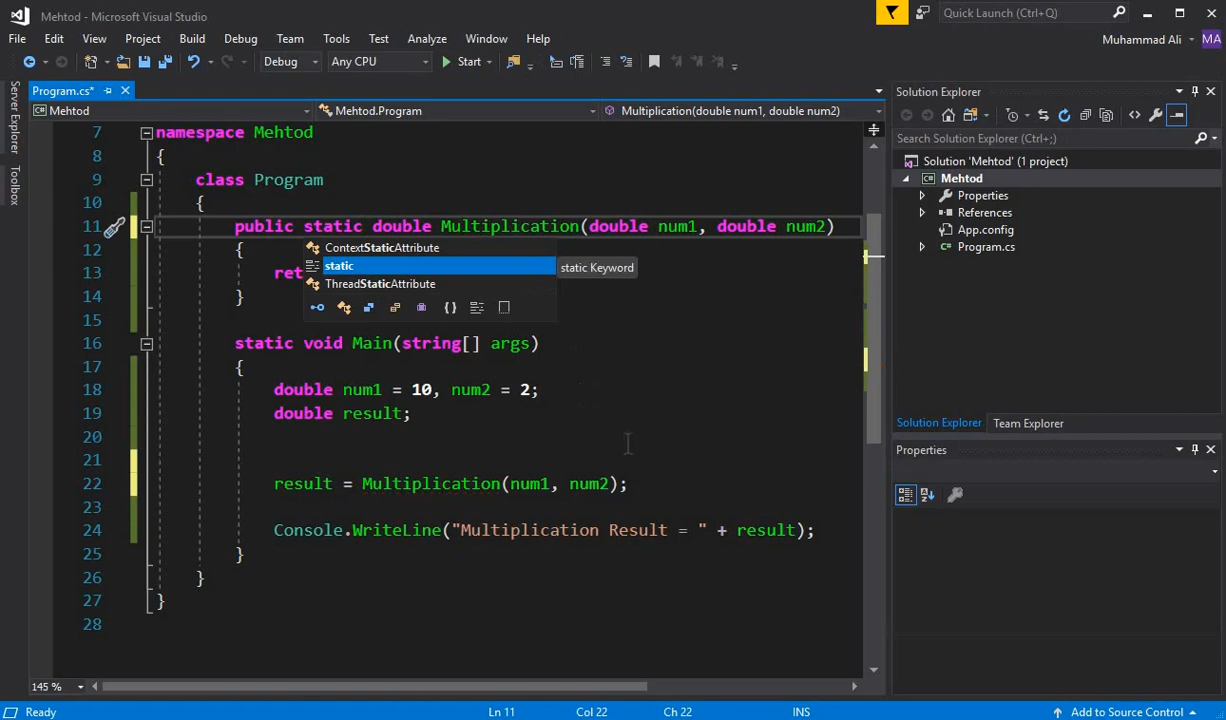 Mehtod - Microsoft Visual Studio
Quick Launch (Ctrl+Q)
File Edit View Project Build Debug Team Tools Test Analyze Window Help
Muhammad Ali MA
Debug Any CPU Start
Server Explorer
Toolbox
Program.cs*
Mehtod Mehtod.Program Multiplication(double num1, double num2)
7 namespace Mehtod
8 {
9 class Program
10 {
11 public static double Multiplication(double num1, double num2)
12 {
ContextStaticAttribute
static
static Keyword
13 ret
ThreadStaticAttribute
14 }
15
16 static void Main(string[] args)
17 {
18 double num1 = 10, num2 = 2;
19 double result;
20
21
22 result = Multiplication(num1, num2);
23
24 Console.WriteLine("Multiplication Result = " + result);
25 }
26 }
27 }
28
145 %
Solution Explorer
Search Solution Explorer (Ctrl+;)
Solution 'Mehtod' (1 project)
Mehtod
Properties
References
App.config
Program.cs
Solution Explorer Team Explorer
Properties
Ready Ln 11 Col 22 Ch 22 INS Add to Source Control